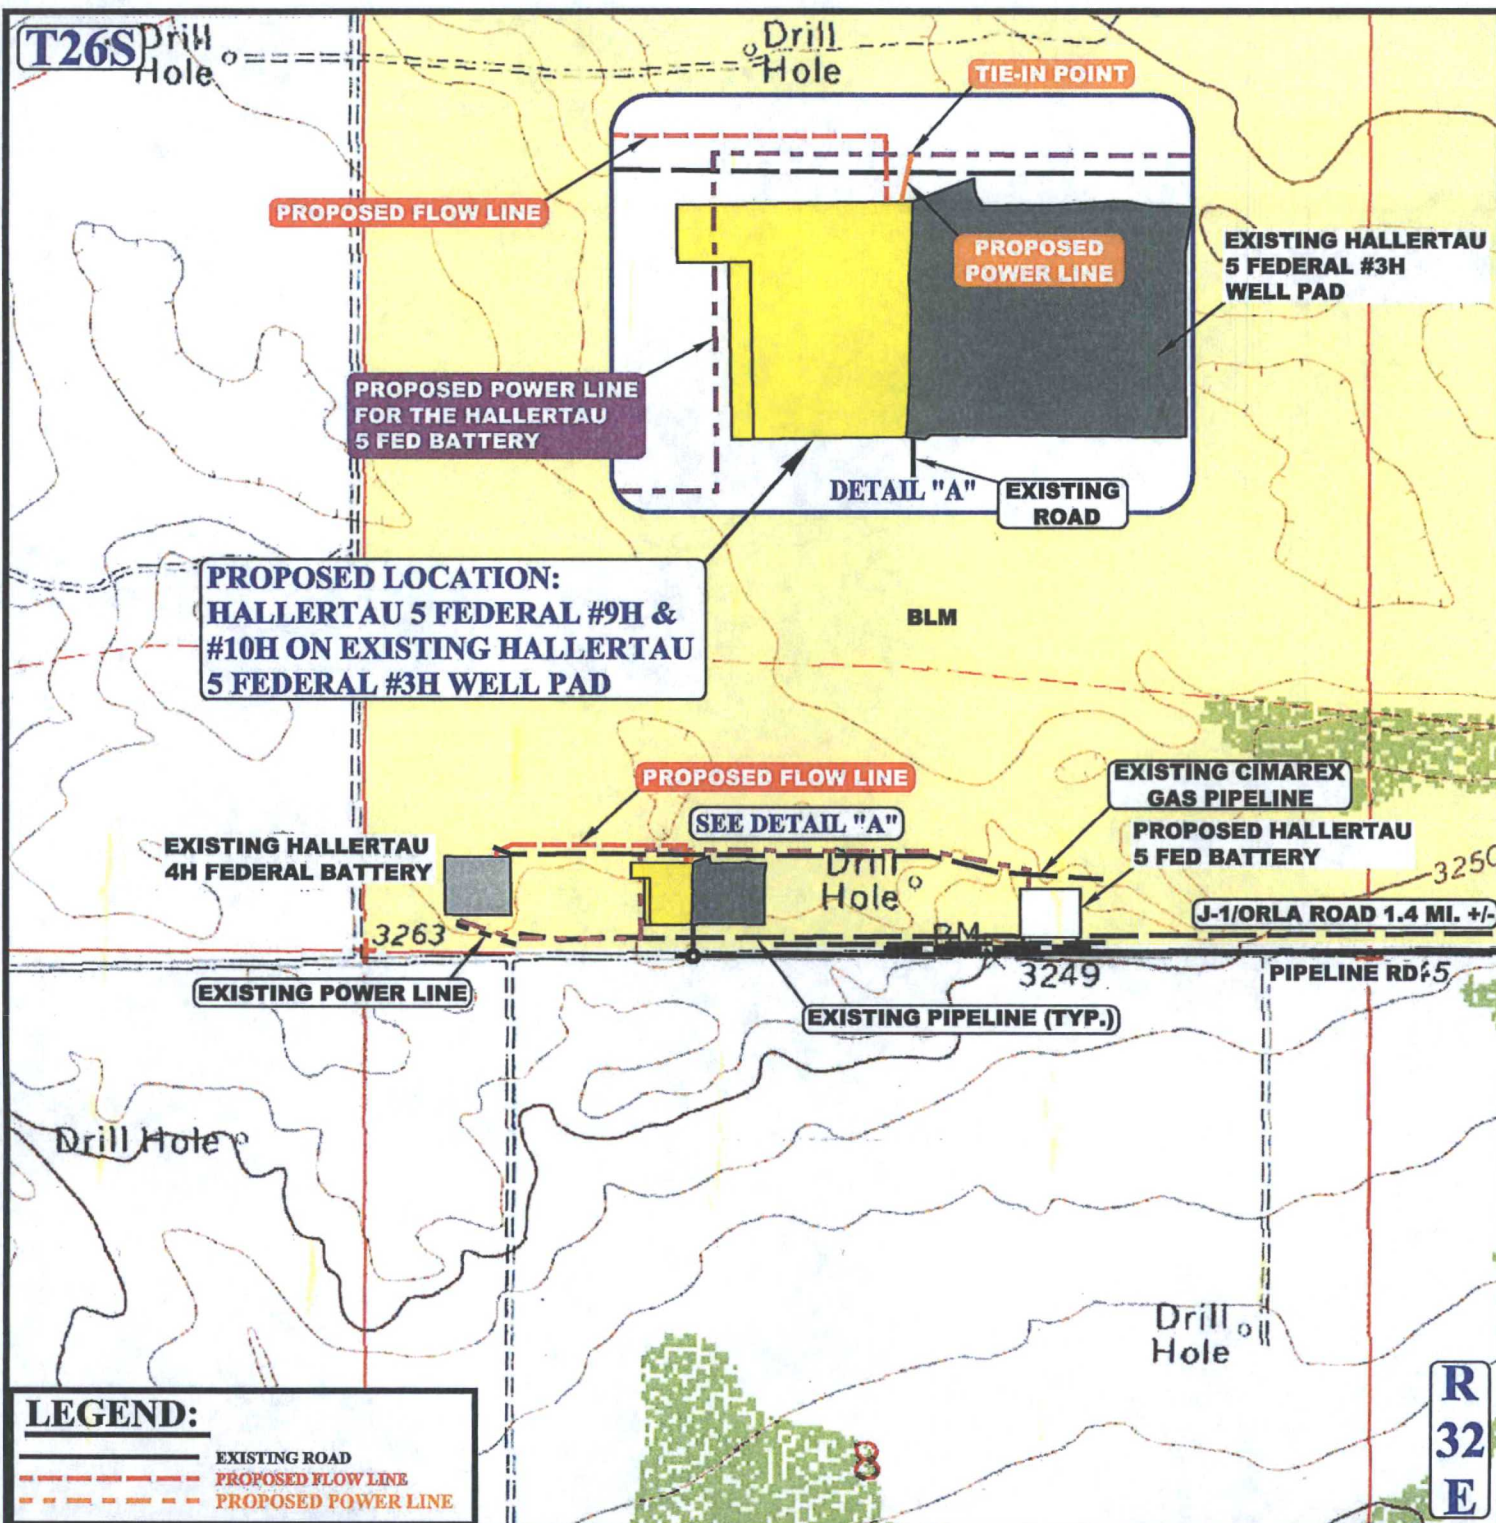 T26S
Drill
Hole
Drill
Hole
TIE-IN POINT
PROPOSED FLOW LINE
PROPOSED
POWER LINE
EXISTING HALLERTAU
5 FEDERAL #3H
WELL PAD
PROPOSED POWER LINE
FOR THE HALLERTAU
5 FED BATTERY
DETAIL "A"
EXISTING
ROAD
PROPOSED LOCATION:
HALLERTAU 5 FEDERAL #9H &
#10H ON EXISTING HALLERTAU
5 FEDERAL #3H WELL PAD
BLM
PROPOSED FLOW LINE
EXISTING CIMAREX
GAS PIPELINE
SEE DETAIL "A"
EXISTING HALLERTAU
4H FEDERAL BATTERY
PROPOSED HALLERTAU
5 FED BATTERY
Drill
Hole
3250
J-1/ORLA ROAD 1.4 MI. +/-
3263
BM
3249
PIPELINE RD
EXISTING POWER LINE
EXISTING PIPELINE (TYP.)
Drill Hole
Drill
Hole
8
R
32
E
LEGEND:
EXISTING ROAD
PROPOSED FLOW LINE
PROPOSED POWER LINE